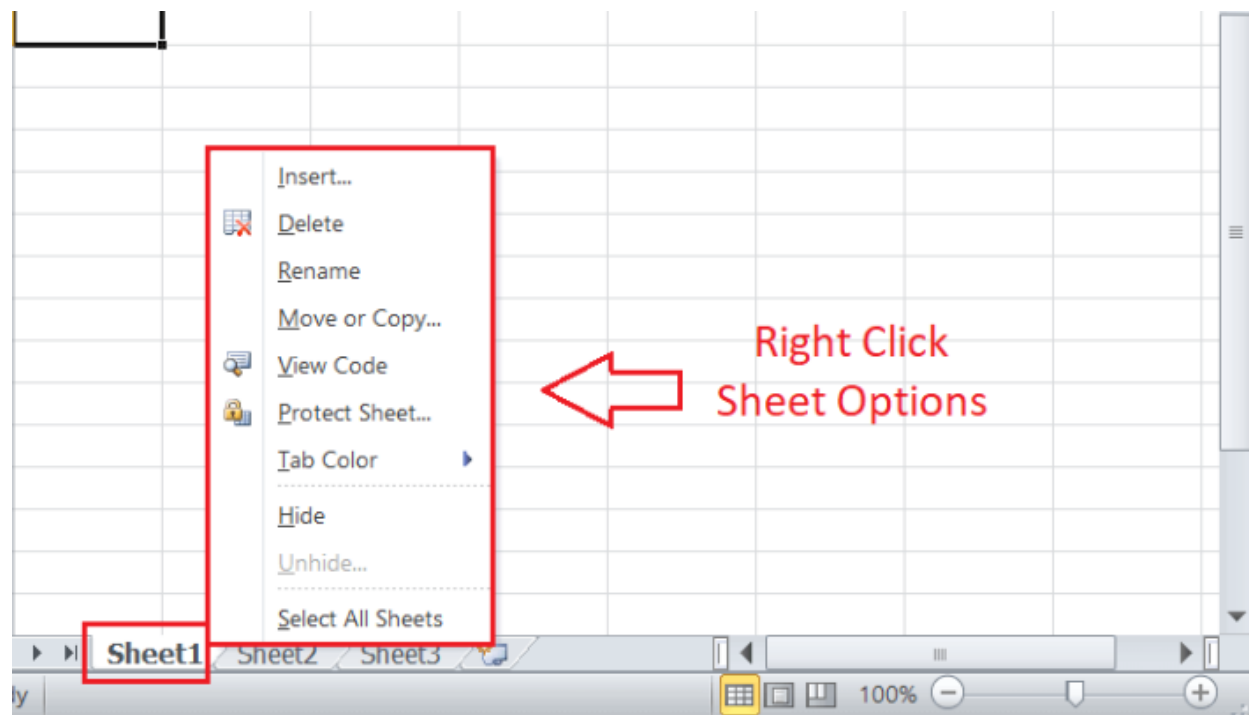 Insert...
Delete
Rename
Move or Copy...
View Code
Protect Sheet...
Tab Color
Hide
Unhide...
Select All Sheets
Right Click
Sheet Options
Sheet1 Sheet2 Sheet3
dy 100%